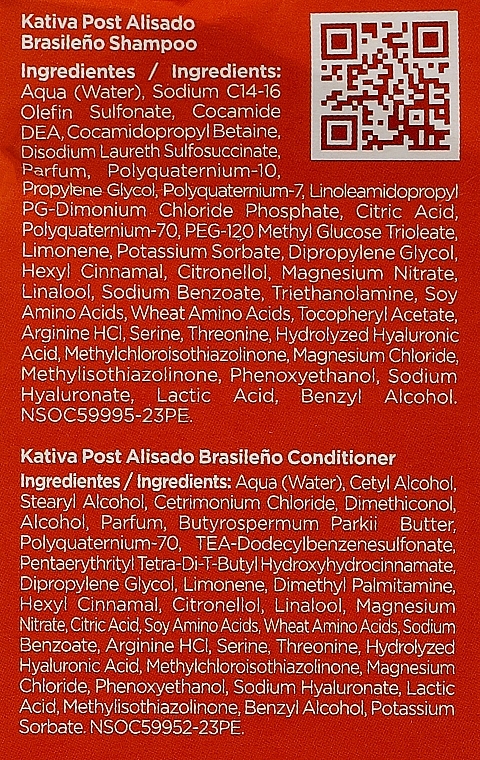 Kativa Post Alisado
Brasileño Shampoo
Ingredientes / Ingredients:
Aqua (Water), Sodium C14-16
Olefin Sulfonate, Cocamide
DEA, Cocamidopropyl Betaine,
Disodium Laureth Sulfosuccinate,
Parfum, Polyquaternium-10,
Propylene Glycol, Polyquaternium-7, Linoleamidopropyl
PG-Dimonium Chloride Phosphate, Citric Acid,
Polyquaternium-70, PEG-120 Methyl Glucose Trioleate,
Limonene, Potassium Sorbate, Dipropylene Glycol,
Hexyl Cinnamal, Citronellol, Magnesium Nitrate,
Linalool, Sodium Benzoate, Triethanolamine, Soy
Amino Acids, Wheat Amino Acids, Tocopheryl Acetate,
Arginine HCl, Serine, Threonine, Hydrolyzed Hyaluronic
Acid, Methylchloroisothiazolinone, Magnesium Chloride,
Methylisothiazolinone, Phenoxyethanol, Sodium
Hyaluronate, Lactic Acid, Benzyl Alcohol.
NSOC59995-23PE.
Kativa Post Alisado Brasileño Conditioner
Ingredientes / Ingredients: Aqua (Water), Cetyl Alcohol,
Stearyl Alcohol, Cetrimonium Chloride, Dimethiconol,
Alcohol, Parfum, Butyrospermum Parkii Butter,
Polyquaternium-70, TEA-Dodecylbenzenesulfonate,
Pentaerythrityl Tetra-Di-T-Butyl Hydroxyhydrocinnamate,
Dipropylene Glycol, Limonene, Dimethyl Palmitamine,
Hexyl Cinnamal, Citronellol, Linalool, Magnesium
Nitrate, Citric Acid, Soy Amino Acids, Wheat Amino Acids, Sodium
Benzoate, Arginine HCl, Serine, Threonine, Hydrolyzed
Hyaluronic Acid, Methylchloroisothiazolinone, Magnesium
Chloride, Phenoxyethanol, Sodium Hyaluronate, Lactic
Acid, Methylisothiazolinone, Benzyl Alcohol, Potassium
Sorbate. NSOC59952-23PE.